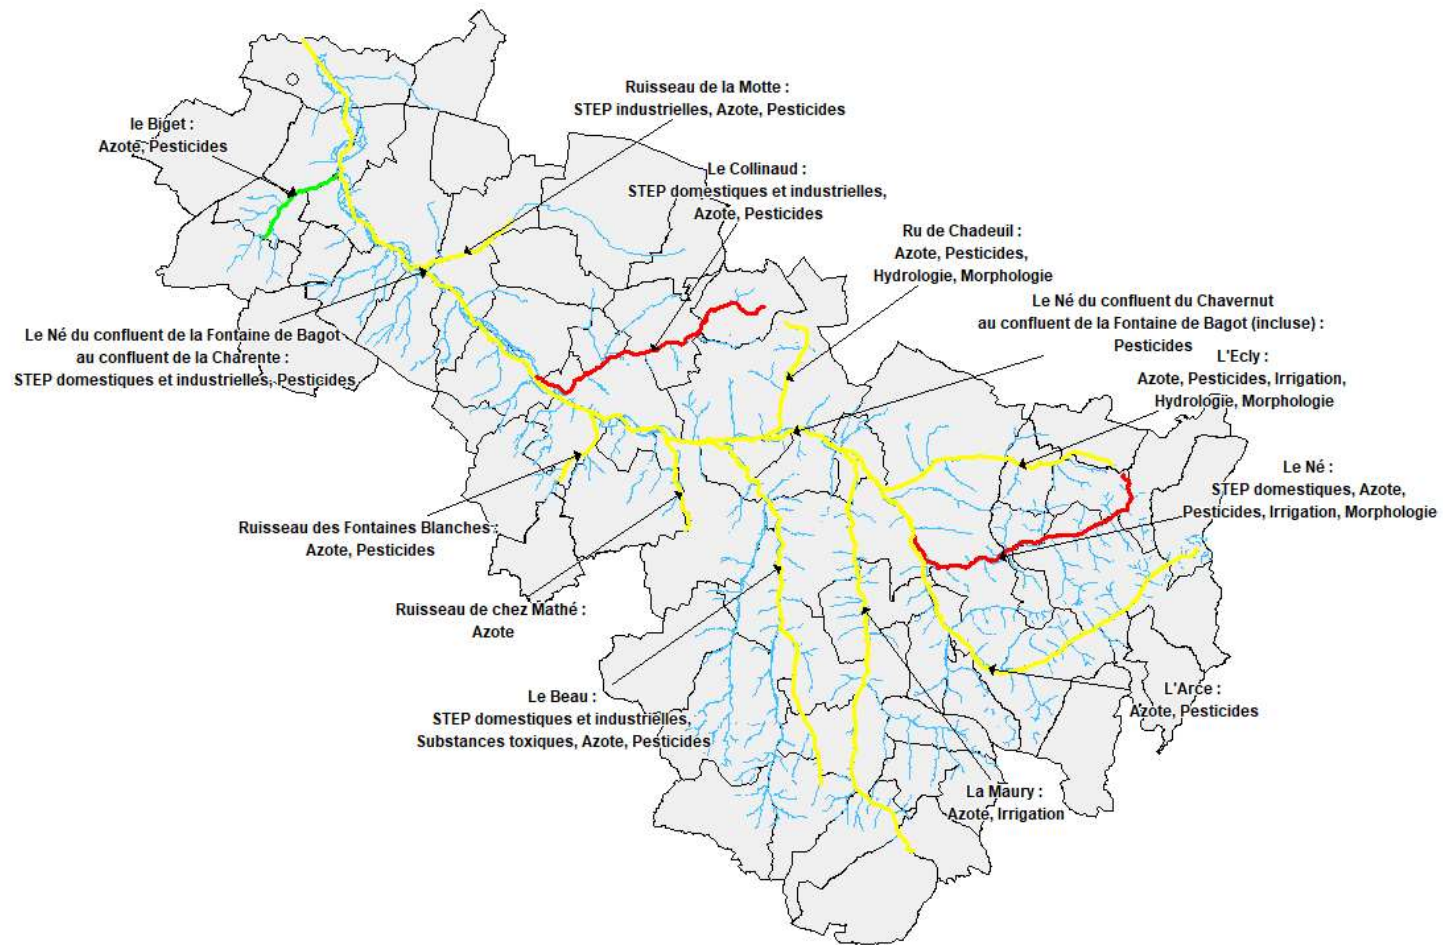 Ruisseau de la Motte :
STEP industrielles, Azote, Pesticides
le Biget :
Azote, Pesticides
Le Collinaud :
STEP domestiques et industrielles,
Azote, Pesticides
Ru de Chadeuil :
Azote, Pesticides,
Hydrologie, Morphologie
Le Né du confluent du Chavernut
au confluent de la Fontaine de Bagot (incluse) :
Pesticides
Le Né du confluent de la Fontaine de Bagot
au confluent de la Charente :
STEP domestiques et industrielles, Pesticides
L'Ecly :
Azote, Pesticides, Irrigation,
Hydrologie, Morphologie
Le Né :
STEP domestiques, Azote,
Pesticides, Irrigation, Morphologie
Ruisseau des Fontaines Blanches :
Azote, Pesticides
Ruisseau de chez Mathé :
Azote
Le Beau :
STEP domestiques et industrielles,
Substances toxiques, Azote, Pesticides
L'Arce :
Azote, Pesticides
La Maury :
Azote, Irrigation